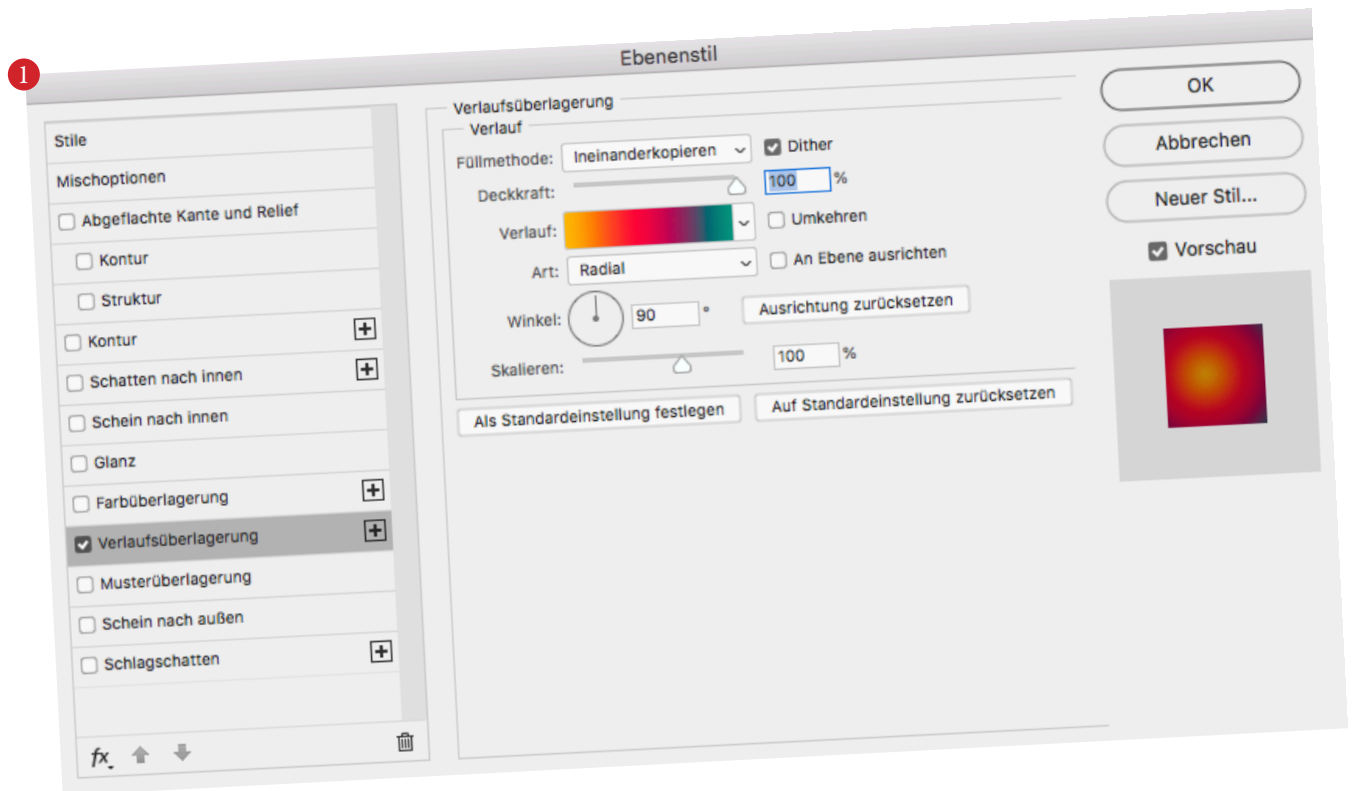 1
Ebenenstil
Stile
Mischoptionen
Abgeflachte Kante und Relief
Kontur
Struktur
Kontur
Schatten nach innen
Schein nach innen
Glanz
Farbüberlagerung
Verlaufsüberlagerung
Musterüberlagerung
Schein nach außen
Schlagschatten
fx
Verlaufsüberlagerung
Verlauf
Füllmethode: Ineinanderkopieren Dither
Deckkraft: 100 %
Verlauf: Umkehren
Art: Radial An Ebene ausrichten
Winkel: 90 ° Ausrichtung zurücksetzen
Skalieren: 100 %
Als Standardeinstellung festlegen Auf Standardeinstellung zurücksetzen
OK
Abbrechen
Neuer Stil...
Vorschau